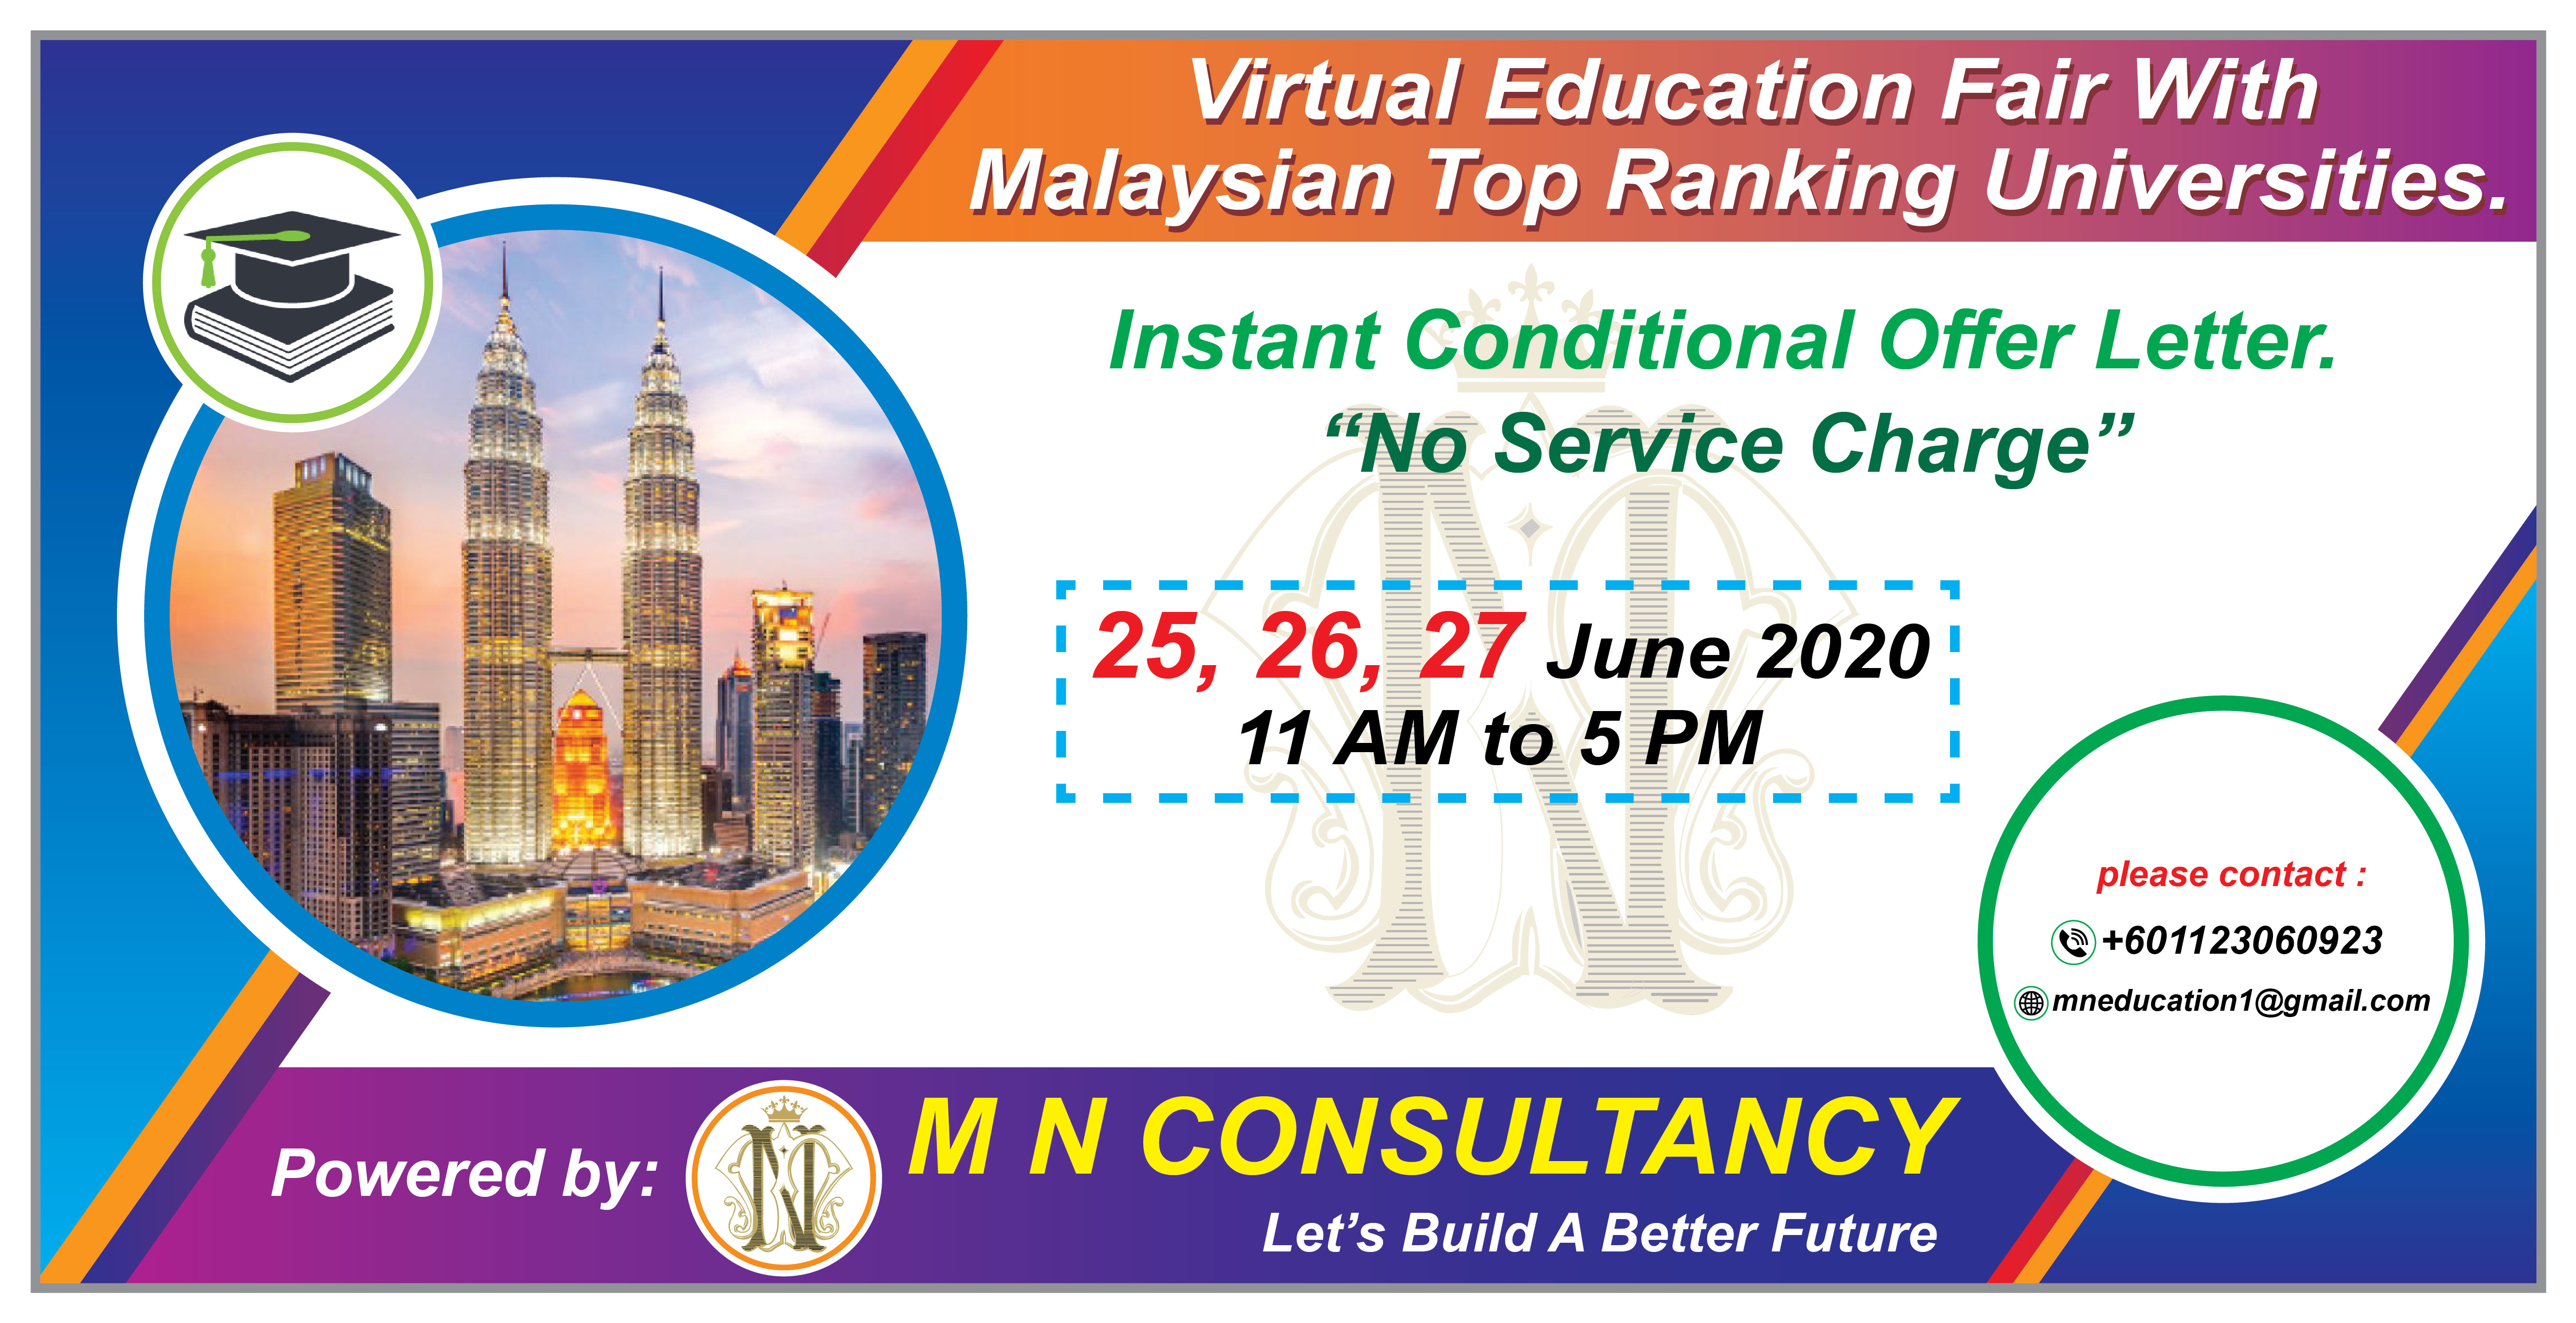 Virtual Education Fair With
Malaysian Top Ranking Universities.
Instant Conditional Offer Letter.
“No Service Charge”
25, 26, 27 June 2020
11 AM to 5 PM
please contact :
+601123060923
mneducation1@gmail.com
Powered by:
M N CONSULTANCY
Let’s Build A Better Future